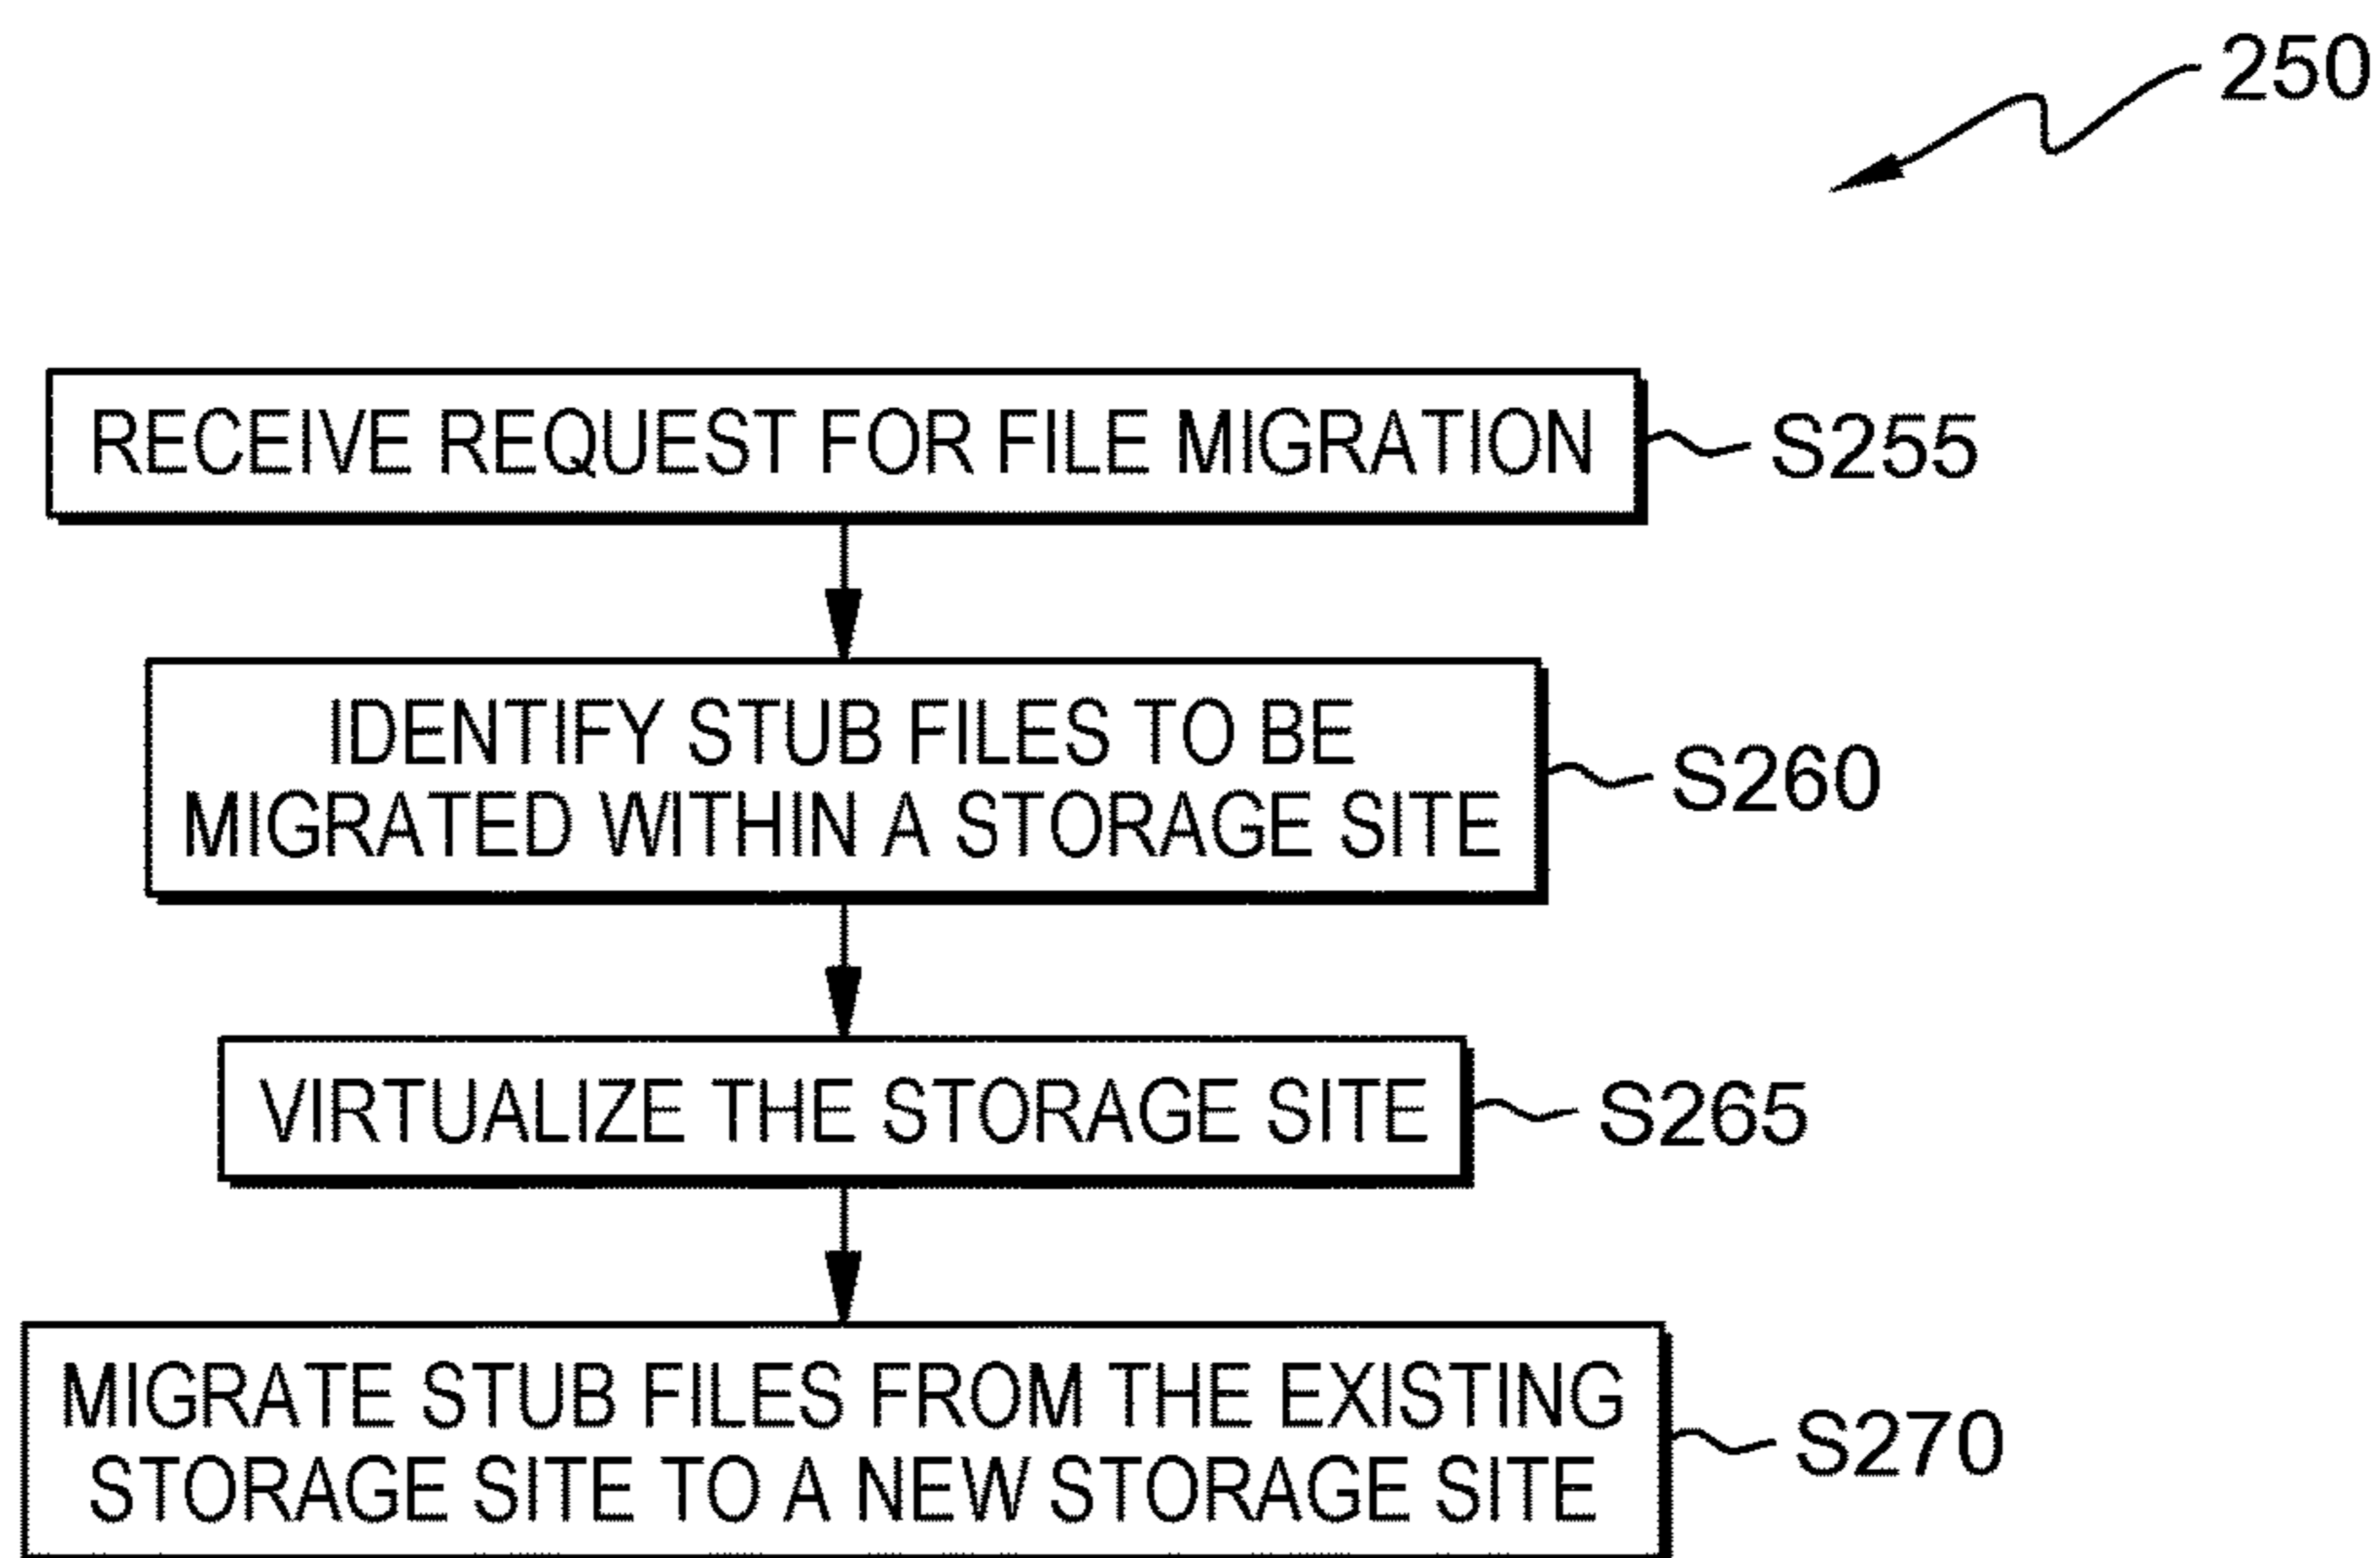 250
RECEIVE REQUEST FOR FILE MIGRATION
S255
IDENTIFY STUB FILES TO BE
MIGRATED WITHIN A STORAGE SITE
S260
VIRTUALIZE THE STORAGE SITE
S265
MIGRATE STUB FILES FROM THE EXISTING
STORAGE SITE TO A NEW STORAGE SITE
S270